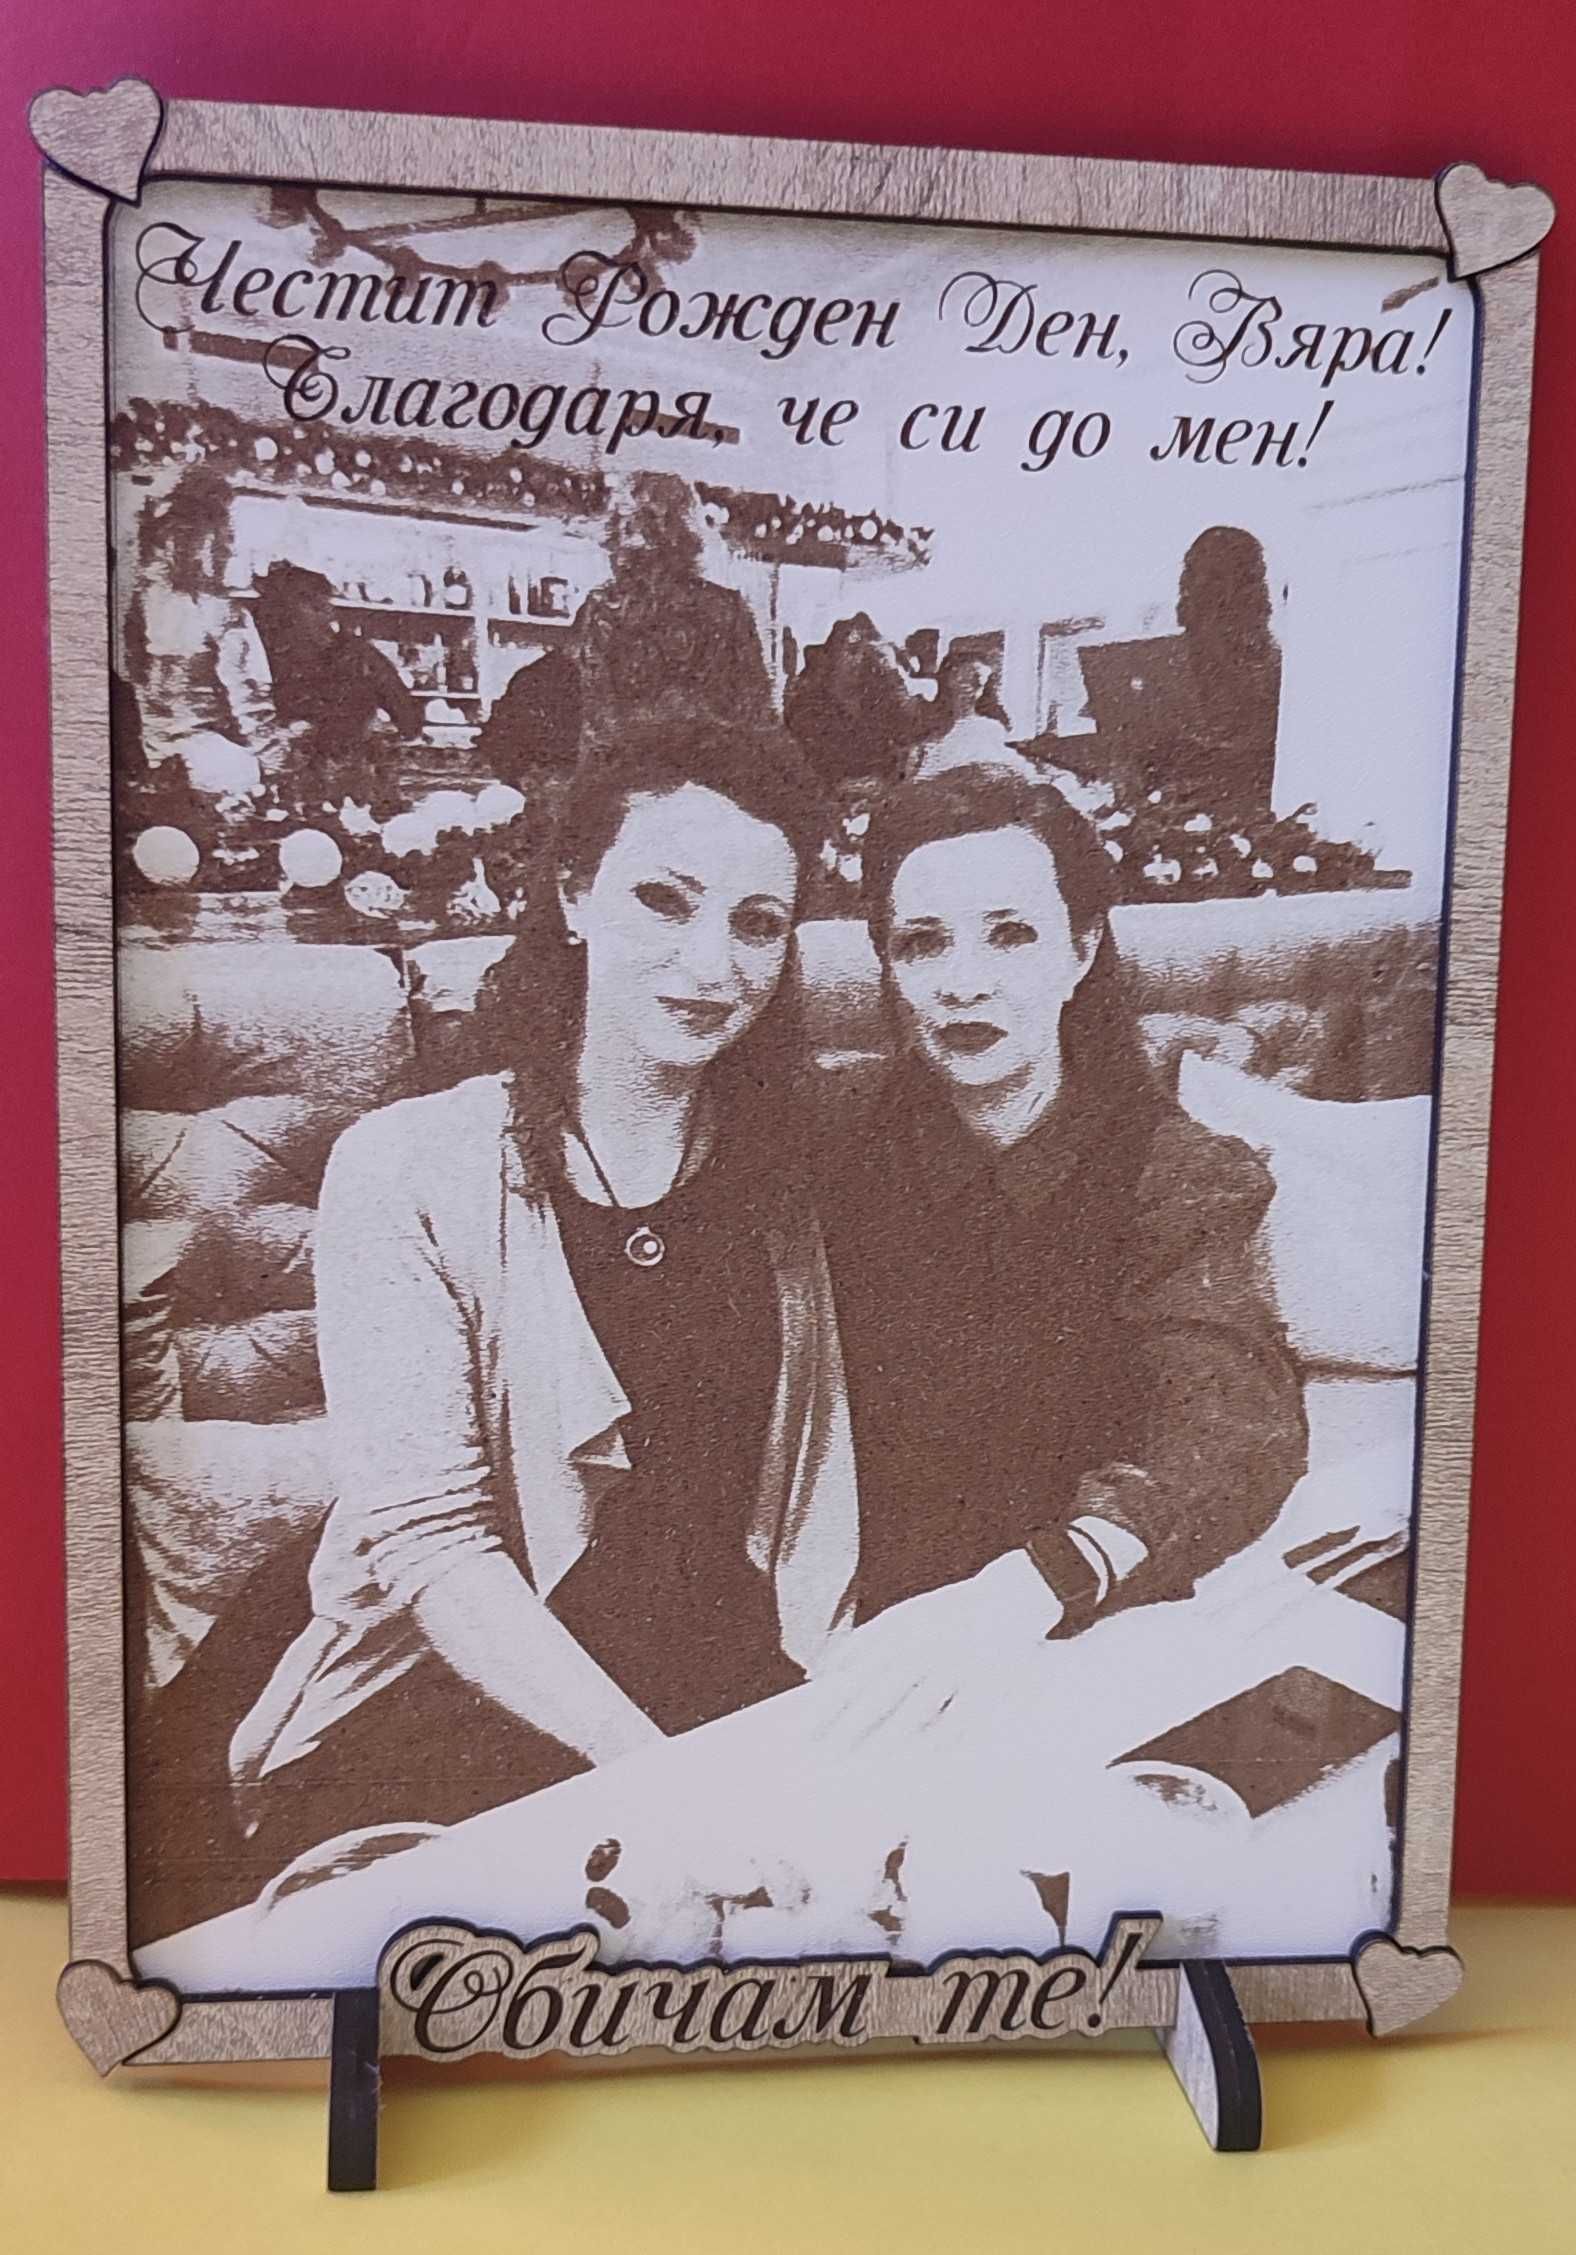 Честит Рожден Ден, Вяра!
Благодаря, че си до мен!
Обичам те!